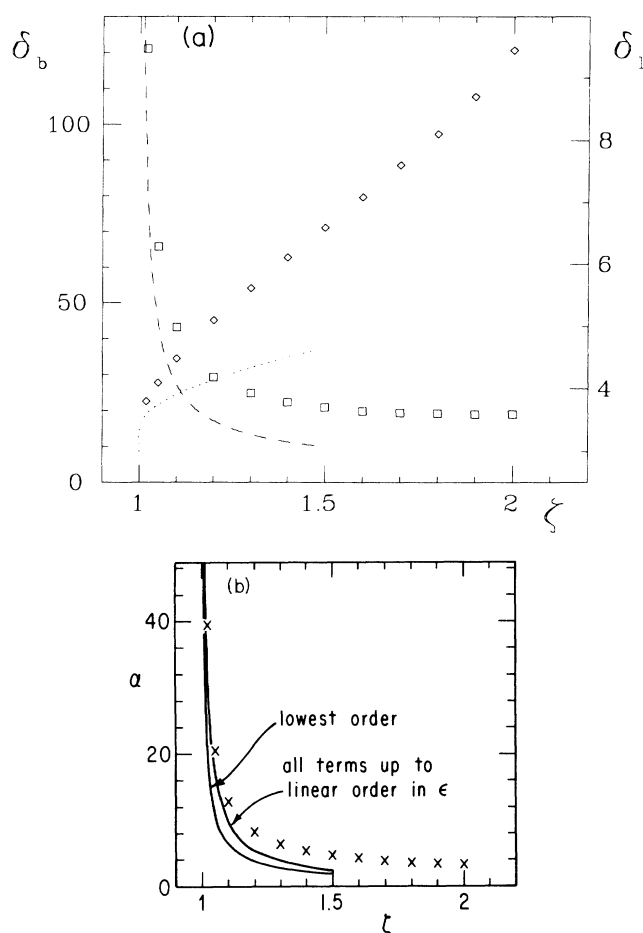 (a)
δ_b
δ_l
100
50
0
8
6
4
1
1.5
2
ζ
(b)
40
α
20
0
lowest order
all terms up to
linear order in ϵ
1
1.5
2
ζ